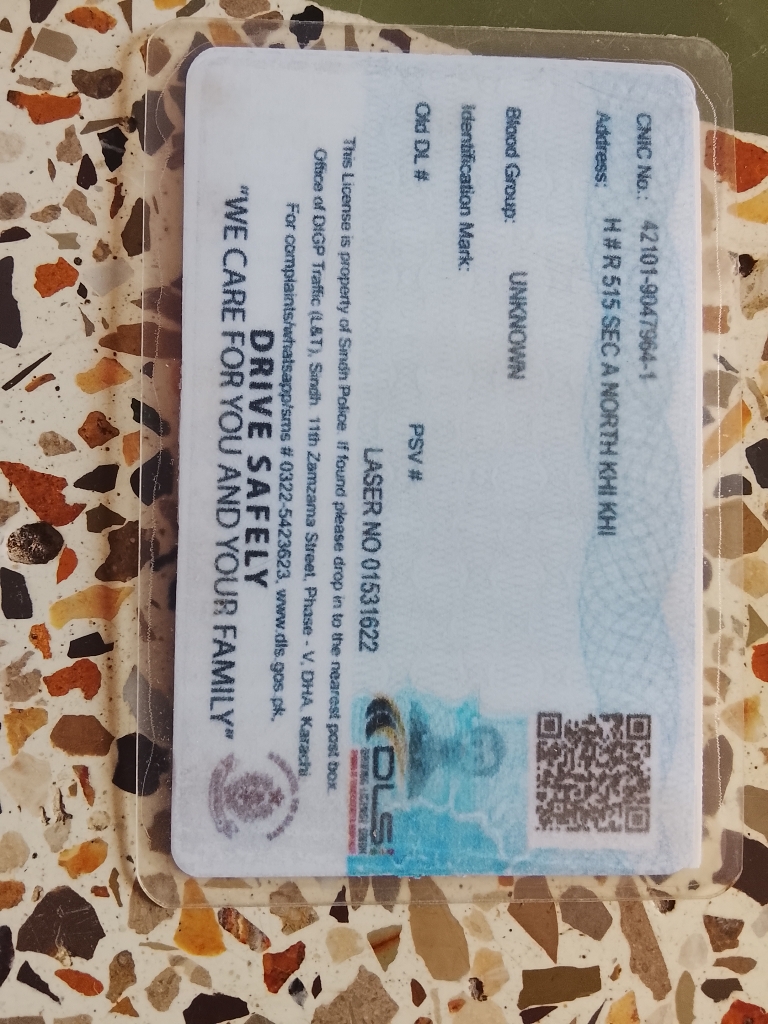 CNIC No.: 42101-9047964-1
Address: H # R 515 SEC A NORTH KHI KHI
Blood Group: UNKNOWN
Identification Mark:
Old DL # PSV #
LASER NO 01531622
DLS
This License is property of Sindh Police. If found please drop in to the nearest post box.
Office of DIGP Traffic (L&T), Sindh. 11th Zamzama Street, Phase - V, DHA, Karachi
For complaints/whatsapp/sms # 0322-5423623, www.dls.gos.pk,
DRIVE SAFELY
"WE CARE FOR YOU AND YOUR FAMILY"